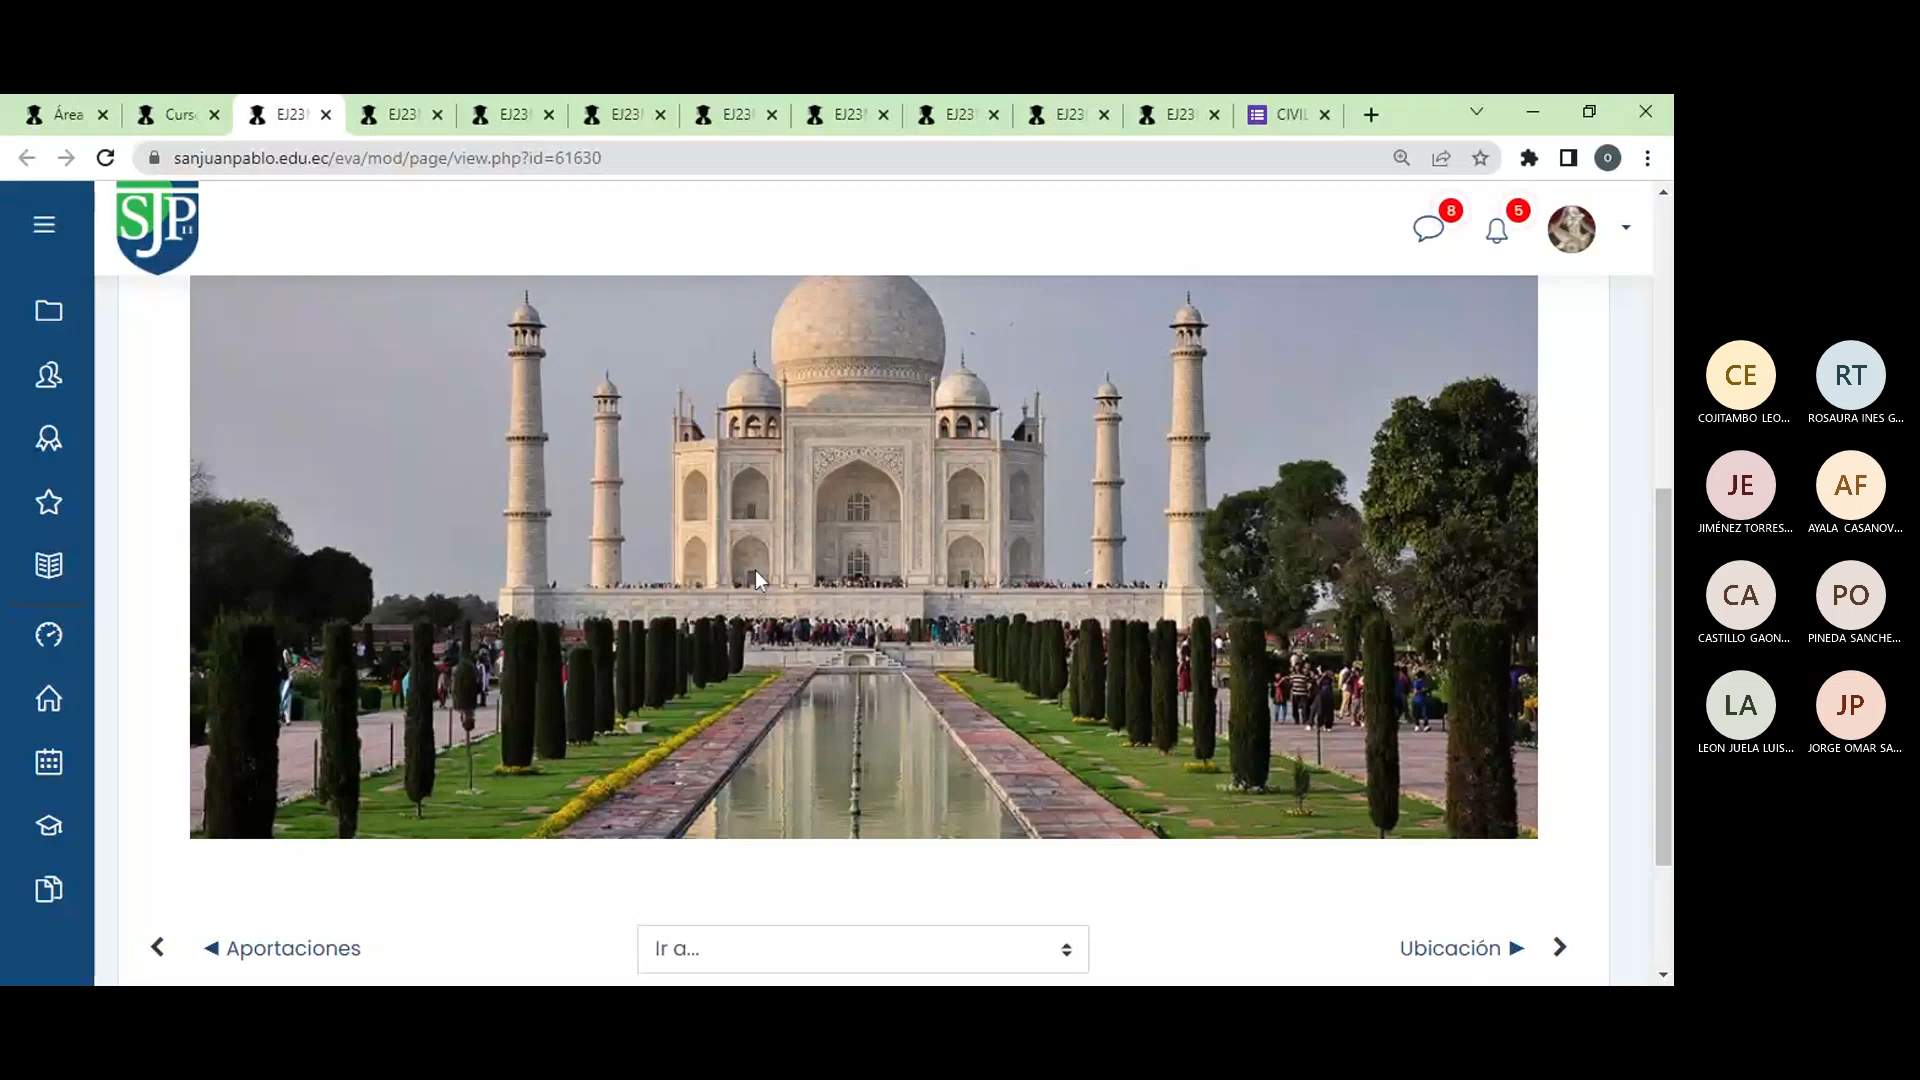 Área
Curso
EJ23
EJ23
EJ23
EJ23
EJ23
EJ23
EJ23
EJ23
EJ23
CIVIL
sanjuanpablo.edu.ec/eva/mod/page/view.php?id=61630
SJP
II
8
5
O
CE
RT
COJITAMBO LEO...
ROSAURA INES G...
JE
AF
JIMÉNEZ TORRES...
AYALA CASANOV...
CA
PO
CASTILLO GAON...
PINEDA SANCHE...
LA
JP
LEON JUELA LUIS...
JORGE OMAR SA...
◄ Aportaciones
Ir a...
Ubicación ►